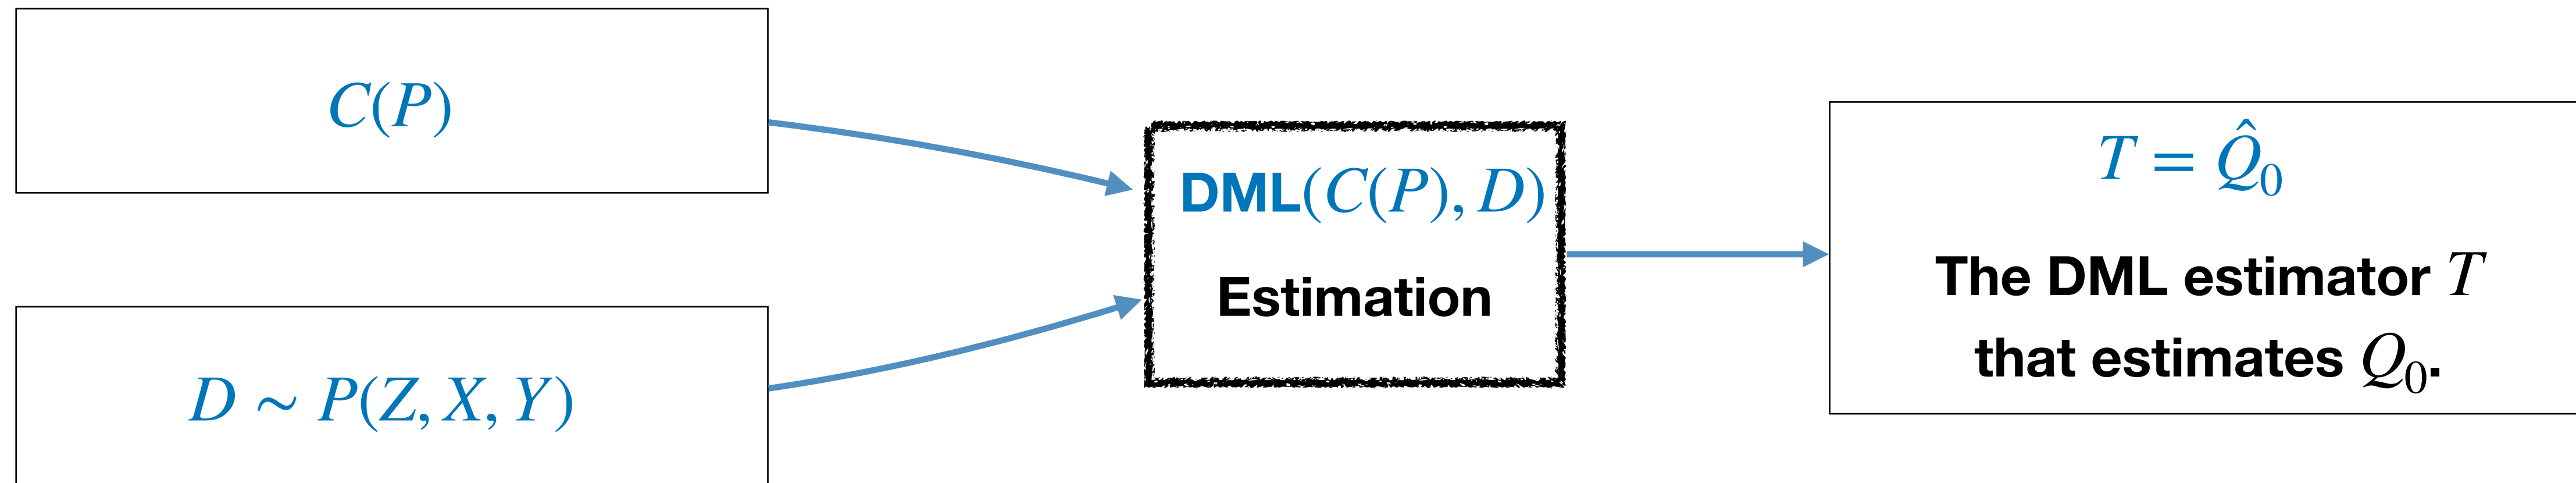 C(P)
D ~ P(Z, X, Y)
DML(C(P), D)
Estimation
T = Q̂₀
The DML estimator T
that estimates Q₀.